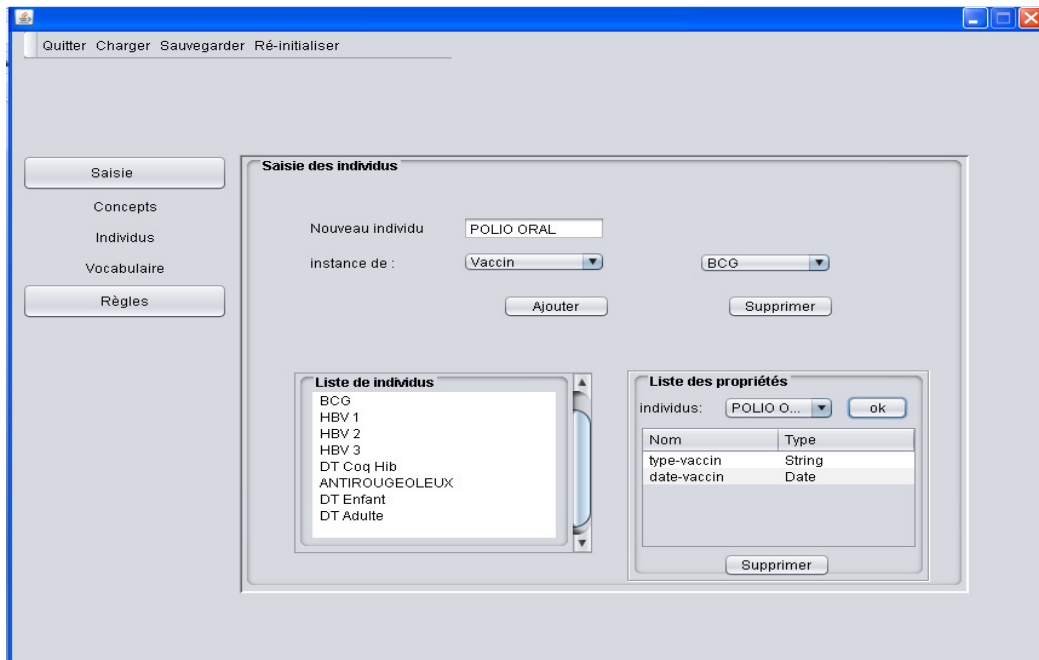 Quitter Charger Sauvegarder Ré-initialiser
Saisie
Concepts
Individus
Vocabulaire
Règles
Saisie des individus
Nouveau individu POLIO ORAL
instance de : Vaccin BCG
Ajouter Supprimer
Liste de individus
BCG
HBV 1
HBV 2
HBV 3
DT Coq Hib
ANTIROUGEOLEUX
DT Enfant
DT Adulte
Liste des propriétés
individus: POLIO O... ok
Nom Type
type-vaccin String
date-vaccin Date
Supprimer